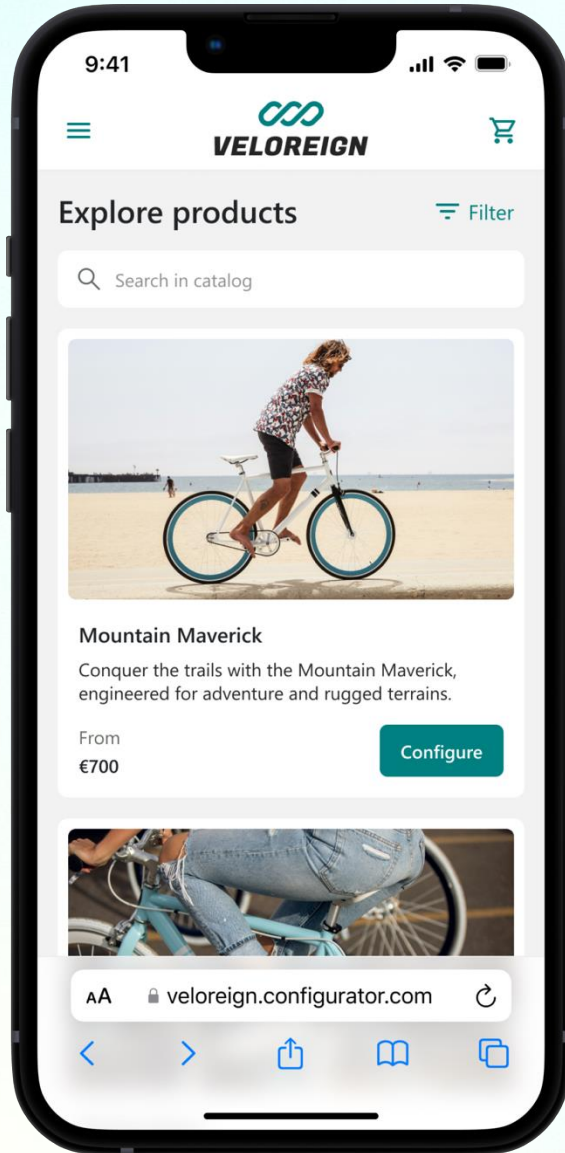 9:41
VELOREIGN
Explore products
Filter
Search in catalog
Mountain Maverick
Conquer the trails with the Mountain Maverick,
engineered for adventure and rugged terrains.
From
€700
Configure
AA
veloreign.configurator.com